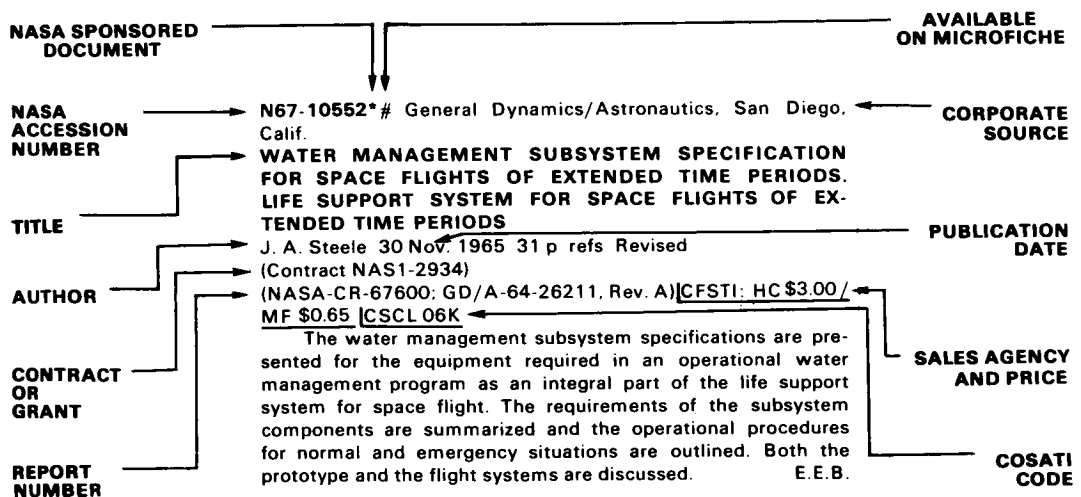 NASA SPONSORED
DOCUMENT
AVAILABLE
ON MICROFICHE
NASA
ACCESSION
NUMBER
N67-10552*# General Dynamics/Astronautics, San Diego,
Calif.
CORPORATE
SOURCE
TITLE
WATER MANAGEMENT SUBSYSTEM SPECIFICATION
FOR SPACE FLIGHTS OF EXTENDED TIME PERIODS.
LIFE SUPPORT SYSTEM FOR SPACE FLIGHTS OF EX-
TENDED TIME PERIODS
PUBLICATION
DATE
AUTHOR
J. A. Steele 30 Nov. 1965 31 p refs Revised
CONTRACT
OR
GRANT
(Contract NAS1-2934)
REPORT
NUMBER
(NASA-CR-67600; GD/A-64-26211, Rev. A) CFSTI: HC $3.00/
MF $0.65 CSCL 06K
SALES AGENCY
AND PRICE
COSATI
CODE
The water management subsystem specifications are pre-
sented for the equipment required in an operational water
management program as an integral part of the life support
system for space flight. The requirements of the subsystem
components are summarized and the operational procedures
for normal and emergency situations are outlined. Both the
prototype and the flight systems are discussed. E.E.B.